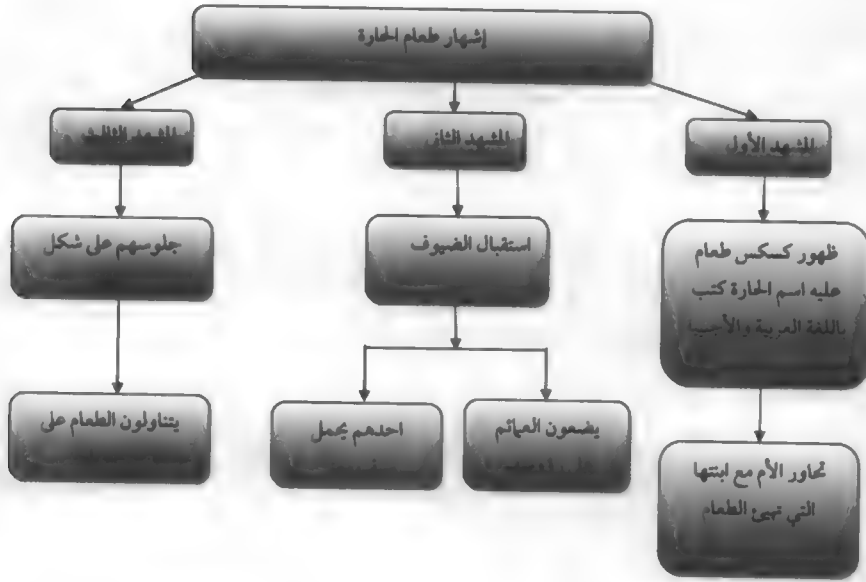 إشهار طعام الحارة
المشهد الأول
المشهد الثاني
المشهد الثالث
ظهور كسكس طعام
عليه اسم الحارة كتب
باللغة العربية والأجنبية
استقبال الضيوف
جلوسهم على شكل
تحاور الأم مع ابنتها
التي تهيئ الطعام
يضعون العمائم
على رؤوسهم
احدهم يحمل
يتناولون الطعام على